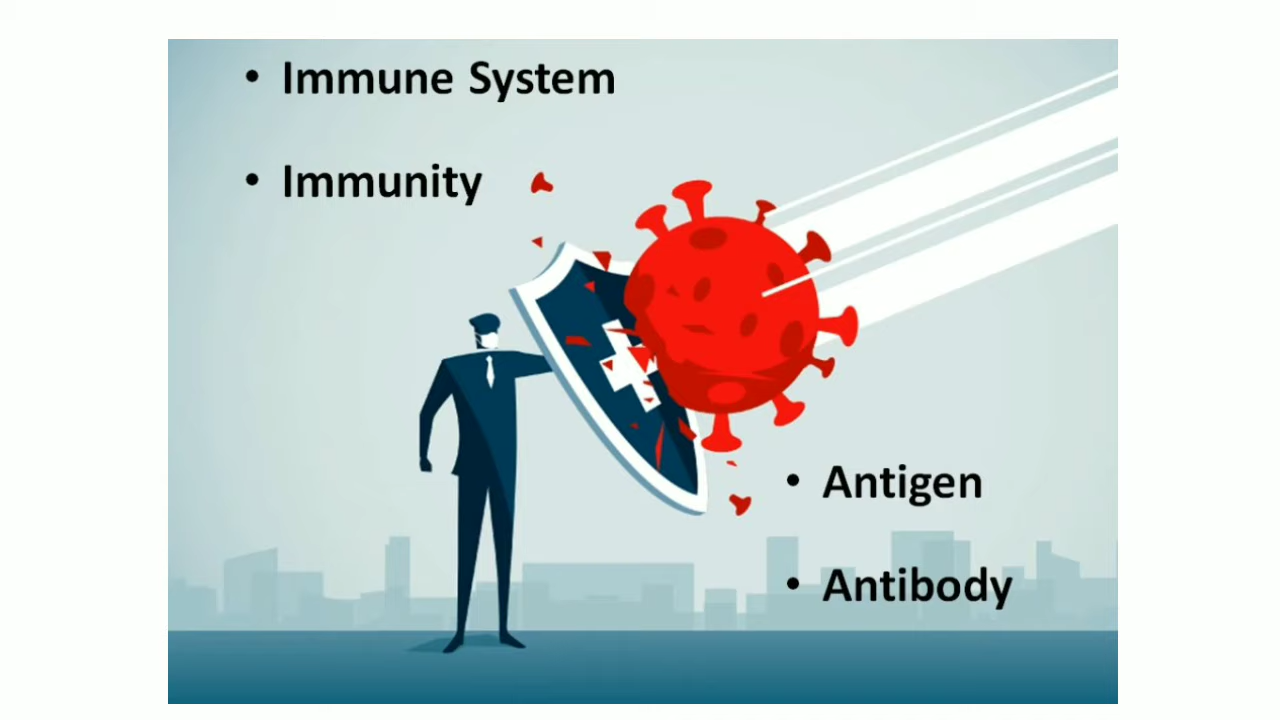 • Immune System
• Immunity
• Antigen
• Antibody